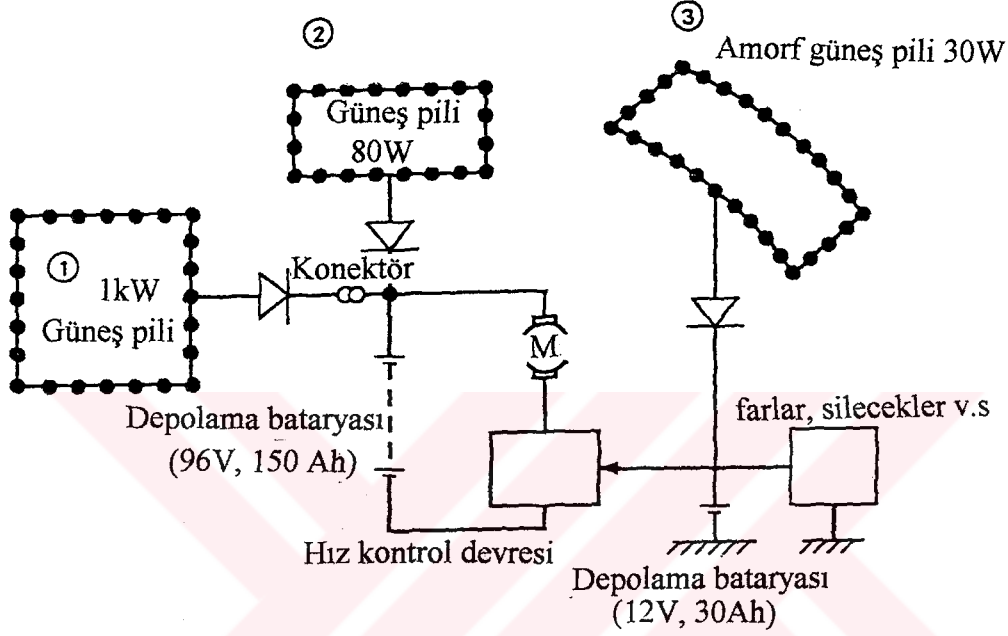 ②
③
Amorf güneş pili 30W
Güneş pili
80W
①
1kW
Güneş pili
Konektör
M
Depolama bataryası
(96V, 150 Ah)
farlar, silecekler v.s
Hız kontrol devresi
Depolama bataryası
(12V, 30Ah)